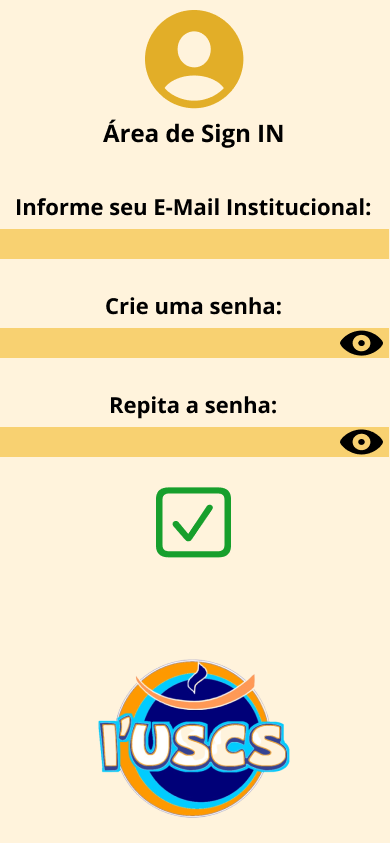 Área de Sign IN
Informe seu E-Mail Institucional:
Crie uma senha:
Repita a senha:
I'USCS